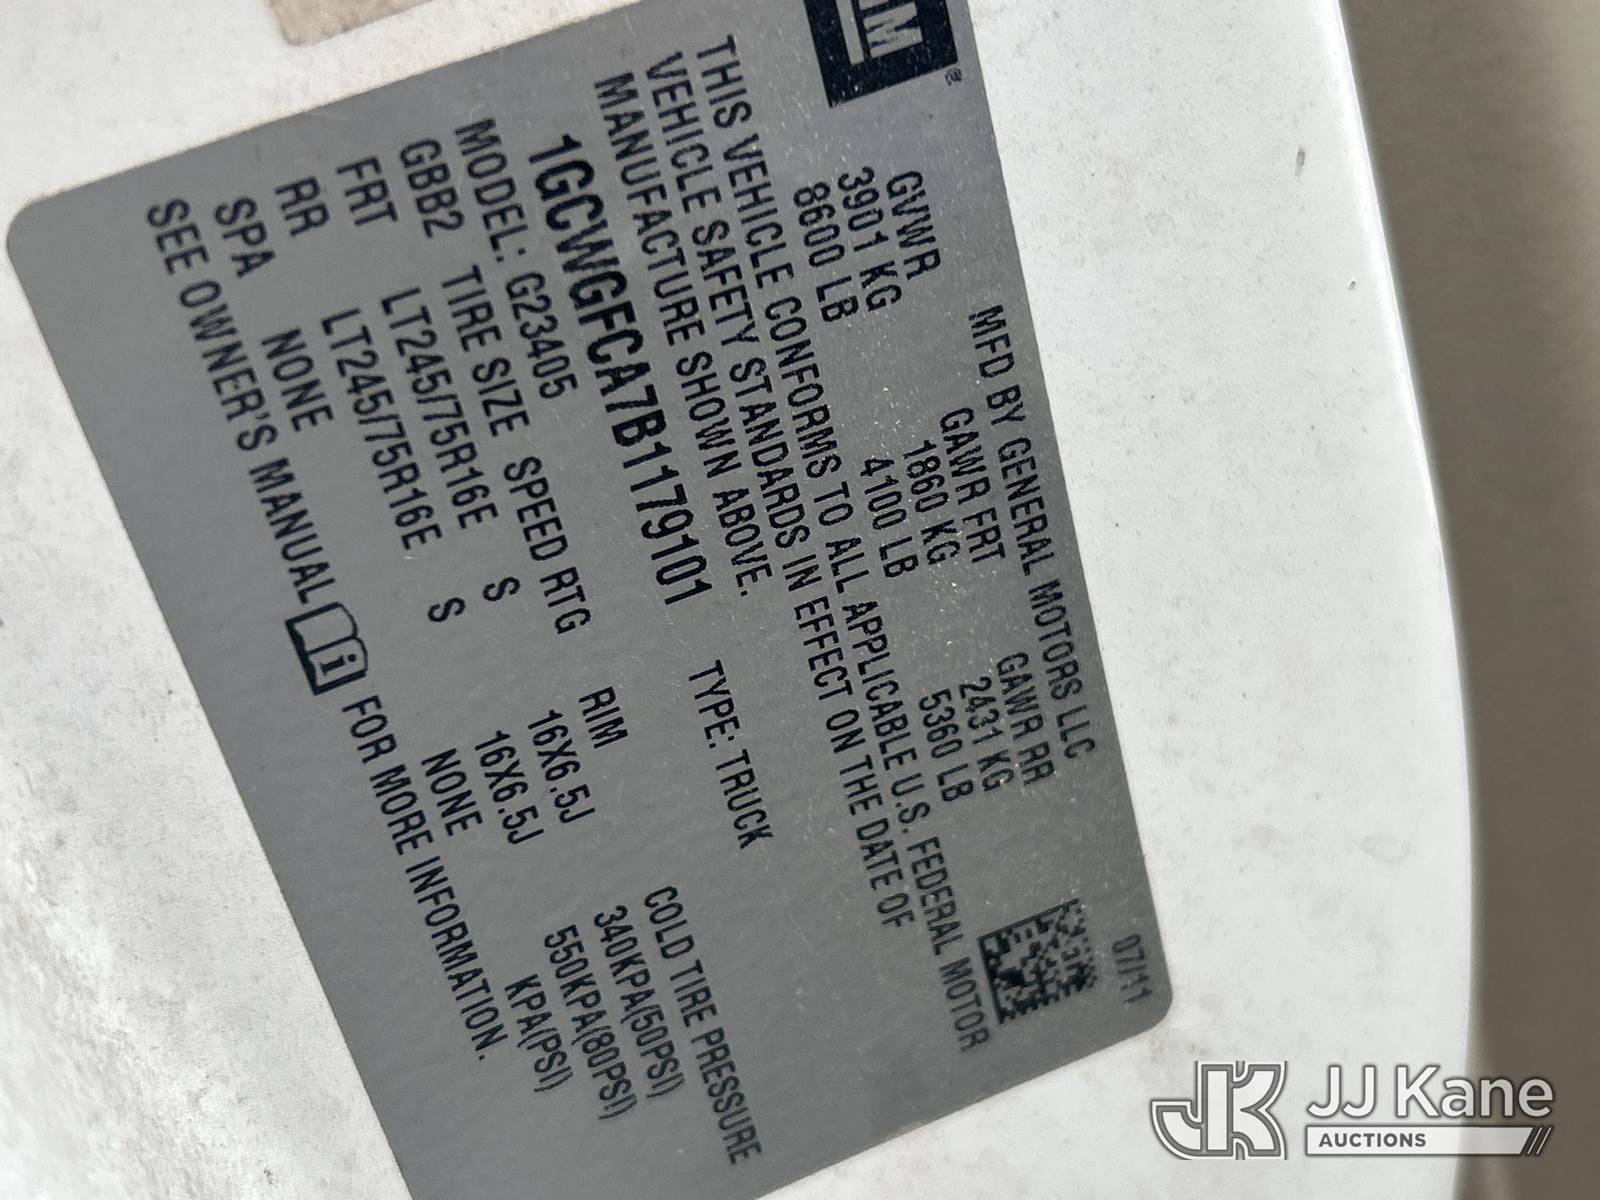 GM®
MFD BY GENERAL MOTORS LLC 07/11
GVWR GAWR FRT GAWR RR
3901 KG 1860 KG 2431 KG
8600 LB 4100 LB 5360 LB
THIS VEHICLE CONFORMS TO ALL APPLICABLE U.S. FEDERAL MOTOR
VEHICLE SAFETY STANDARDS IN EFFECT ON THE DATE OF
MANUFACTURE SHOWN ABOVE.
1GCWGFCA7B1179101 TYPE: TRUCK
MODEL: G23405
GBB2 TIRE SIZE SPEED RTG RIM COLD TIRE PRESSURE
FRT LT245/75R16E S 16X6.5J 340KPA(50PSI)
RR LT245/75R16E S 16X6.5J 550KPA(80PSI)
SPA NONE NONE KPA(PSI)
SEE OWNER'S MANUAL i FOR MORE INFORMATION.
JK JJ Kane
AUCTIONS